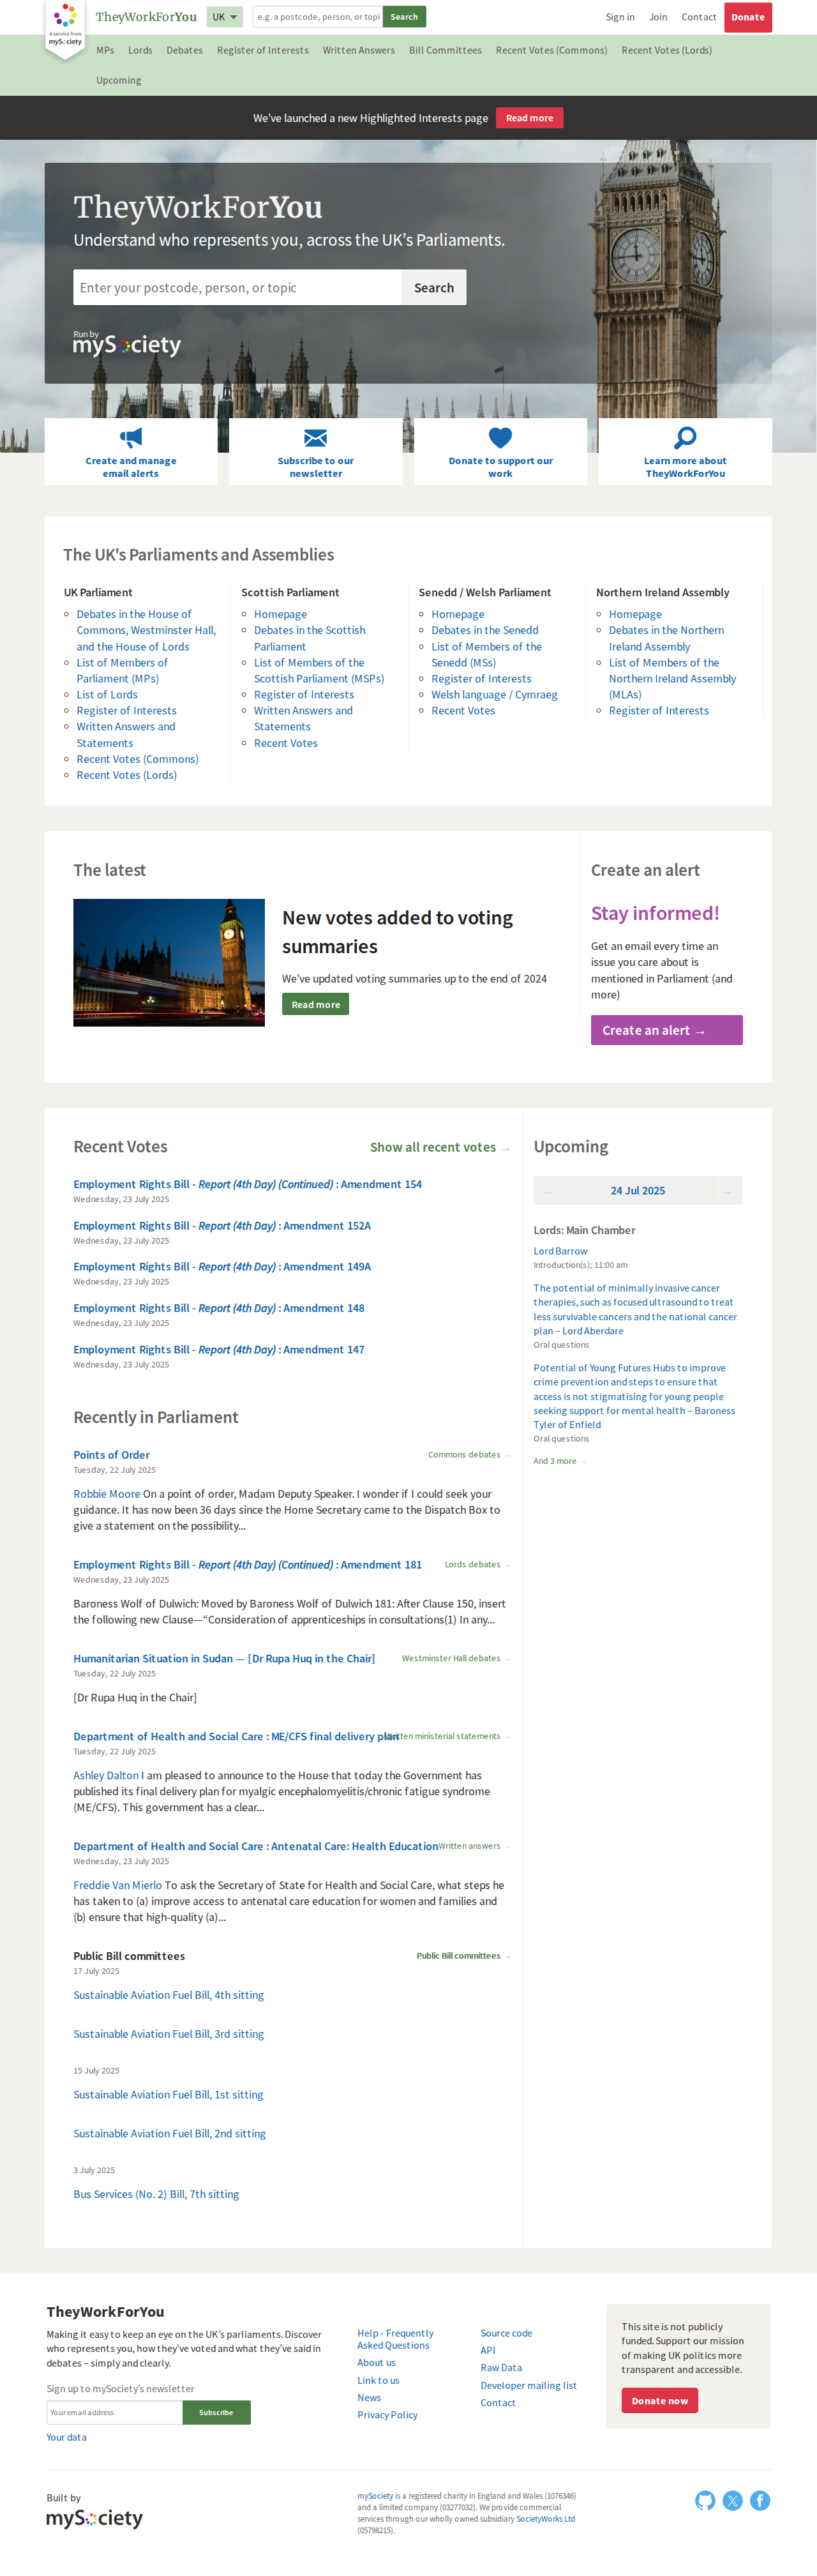 A service from
mySociety
TheyWorkForYou
UK
e.g. a postcode, person, or topi
Search
Sign in
Join
Contact
Donate
MPs
Lords
Debates
Register of Interests
Written Answers
Bill Committees
Recent Votes (Commons)
Recent Votes (Lords)
Upcoming
We've launched a new Highlighted Interests page
Read more
TheyWorkForYou
Understand who represents you, across the UK’s Parliaments.
Enter your postcode, person, or topic
Search
Run by
mySociety
Create and manage
email alerts
Subscribe to our
newsletter
Donate to support our
work
Learn more about
TheyWorkForYou
The UK's Parliaments and Assemblies
UK Parliament
Debates in the House of
Commons, Westminster Hall,
and the House of Lords
List of Members of
Parliament (MPs)
List of Lords
Register of Interests
Written Answers and
Statements
Recent Votes (Commons)
Recent Votes (Lords)
Scottish Parliament
Homepage
Debates in the Scottish
Parliament
List of Members of the
Scottish Parliament (MSPs)
Register of Interests
Written Answers and
Statements
Recent Votes
Senedd / Welsh Parliament
Homepage
Debates in the Senedd
List of Members of the
Senedd (MSs)
Register of Interests
Welsh language / Cymraeg
Recent Votes
Northern Ireland Assembly
Homepage
Debates in the Northern
Ireland Assembly
List of Members of the
Northern Ireland Assembly
(MLAs)
Register of Interests
The latest
New votes added to voting
summaries
We've updated voting summaries up to the end of 2024
Read more
Create an alert
Stay informed!
Get an email every time an
issue you care about is
mentioned in Parliament (and
more)
Create an alert →
Recent Votes
Show all recent votes →
Employment Rights Bill - Report (4th Day) (Continued) : Amendment 154
Wednesday, 23 July 2025
Employment Rights Bill - Report (4th Day) : Amendment 152A
Wednesday, 23 July 2025
Employment Rights Bill - Report (4th Day) : Amendment 149A
Wednesday, 23 July 2025
Employment Rights Bill - Report (4th Day) : Amendment 148
Wednesday, 23 July 2025
Employment Rights Bill - Report (4th Day) : Amendment 147
Wednesday, 23 July 2025
Recently in Parliament
Points of Order
Commons debates →
Tuesday, 22 July 2025
Robbie Moore On a point of order, Madam Deputy Speaker. I wonder if I could seek your
guidance. It has now been 36 days since the Home Secretary came to the Dispatch Box to
give a statement on the possibility...
Employment Rights Bill - Report (4th Day) (Continued) : Amendment 181
Lords debates →
Wednesday, 23 July 2025
Baroness Wolf of Dulwich: Moved by Baroness Wolf of Dulwich 181: After Clause 150, insert
the following new Clause—“Consideration of apprenticeships in consultations(1) In any...
Humanitarian Situation in Sudan — [Dr Rupa Huq in the Chair]
Westminster Hall debates →
Tuesday, 22 July 2025
[Dr Rupa Huq in the Chair]
Department of Health and Social Care : ME/CFS final delivery plan
Written ministerial statements →
Tuesday, 22 July 2025
Ashley Dalton I am pleased to announce to the House that today the Government has
published its final delivery plan for myalgic encephalomyelitis/chronic fatigue syndrome
(ME/CFS). This government has a clear...
Department of Health and Social Care : Antenatal Care: Health Education
Written answers →
Wednesday, 23 July 2025
Freddie Van Mierlo To ask the Secretary of State for Health and Social Care, what steps he
has taken to (a) improve access to antenatal care education for women and families and
(b) ensure that high-quality (a)...
Public Bill committees
Public Bill committees →
17 July 2025
Sustainable Aviation Fuel Bill, 4th sitting
Sustainable Aviation Fuel Bill, 3rd sitting
15 July 2025
Sustainable Aviation Fuel Bill, 1st sitting
Sustainable Aviation Fuel Bill, 2nd sitting
3 July 2025
Bus Services (No. 2) Bill, 7th sitting
Upcoming
← 24 Jul 2025 →
Lords: Main Chamber
Lord Barrow
Introduction(s); 11:00 am
The potential of minimally invasive cancer
therapies, such as focused ultrasound to treat
less survivable cancers and the national cancer
plan – Lord Aberdare
Oral questions
Potential of Young Futures Hubs to improve
crime prevention and steps to ensure that
access is not stigmatising for young people
seeking support for mental health – Baroness
Tyler of Enfield
Oral questions
And 3 more →
TheyWorkForYou
Making it easy to keep an eye on the UK’s parliaments. Discover
who represents you, how they’ve voted and what they’ve said in
debates – simply and clearly.
Sign up to mySociety's newsletter
Your email address
Subscribe
Your data
Help - Frequently
Asked Questions
About us
Link to us
News
Privacy Policy
Source code
API
Raw Data
Developer mailing list
Contact
This site is not publicly
funded. Support our mission
of making UK politics more
transparent and accessible.
Donate now
Built by
mySociety
mySociety is a registered charity in England and Wales (1076346)
and a limited company (03277032). We provide commercial
services through our wholly owned subsidiary SocietyWorks Ltd
(05798215).